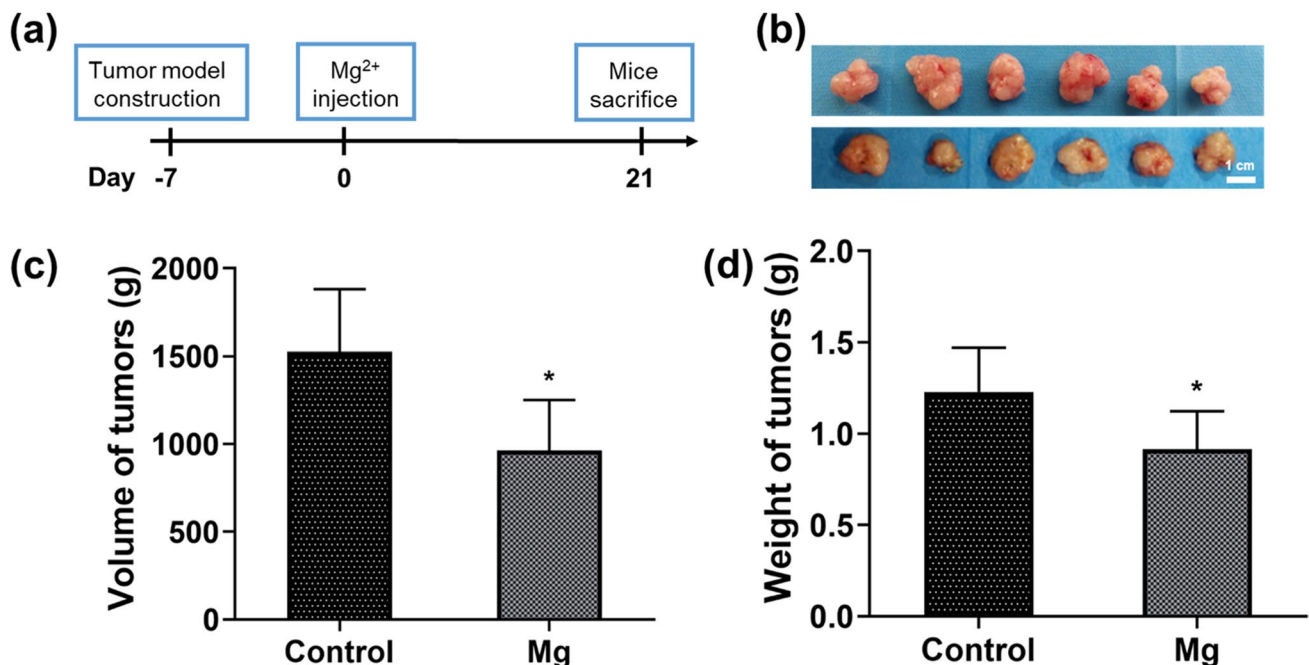 (a)
Tumor model
construction
Mg²⁺
injection
Mice
sacrifice
Day -7 0 21
(b)
1 cm
(c)
Volume of tumors (g)
2000
1500
1000
500
0
*
Control Mg
(d)
Weight of tumors (g)
2.0
1.5
1.0
0.5
0.0
*
Control Mg